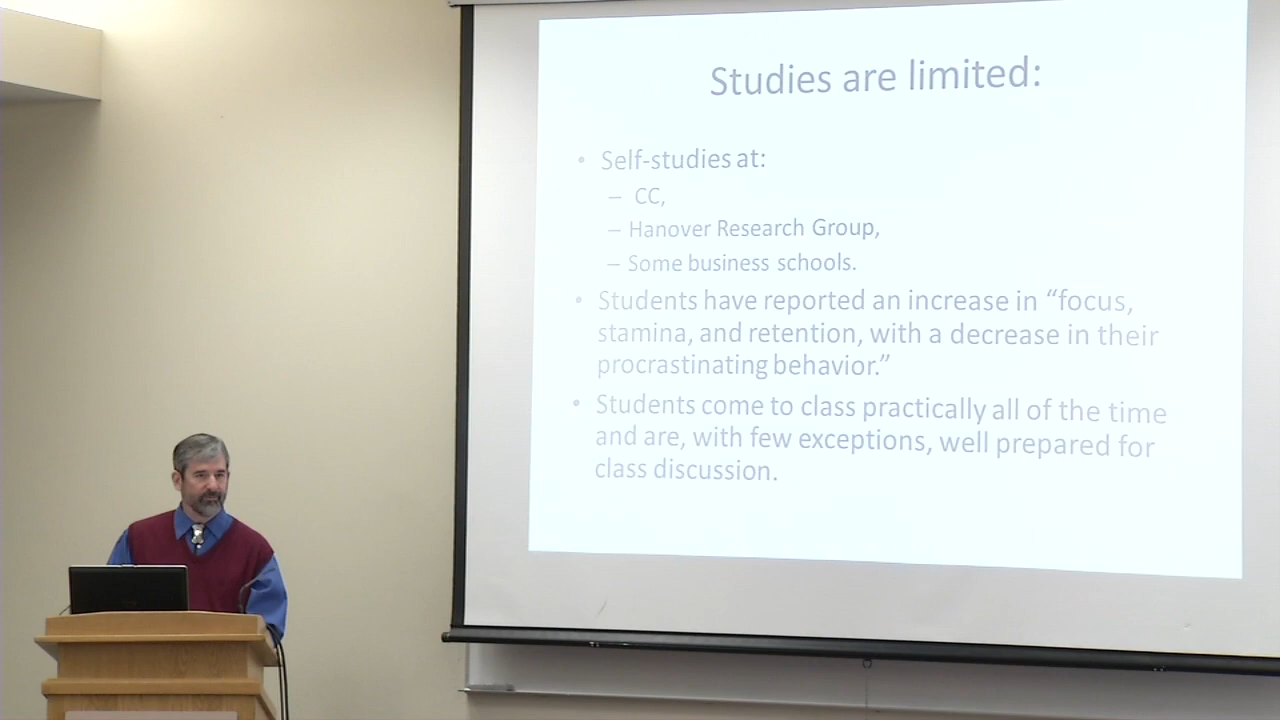 Studies are limited:
• Self-studies at:
– CC,
– Hanover Research Group,
– Some business schools.
• Students have reported an increase in “focus,
stamina, and retention, with a decrease in their
procrastinating behavior.”
• Students come to class practically all of the time
and are, with few exceptions, well prepared for
class discussion.